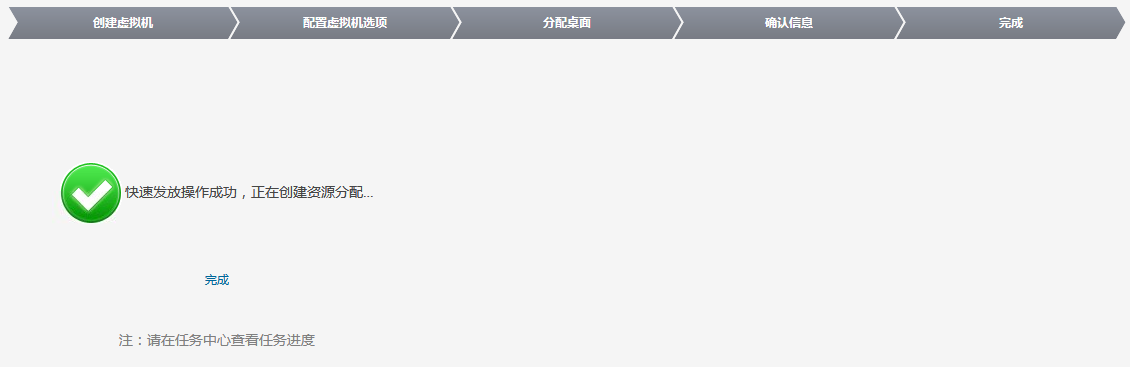 创建虚拟机 配置虚拟机选项 分配桌面 确认信息 完成
快速发放操作成功，正在创建资源分配...
完成
注：请在任务中心查看任务进度